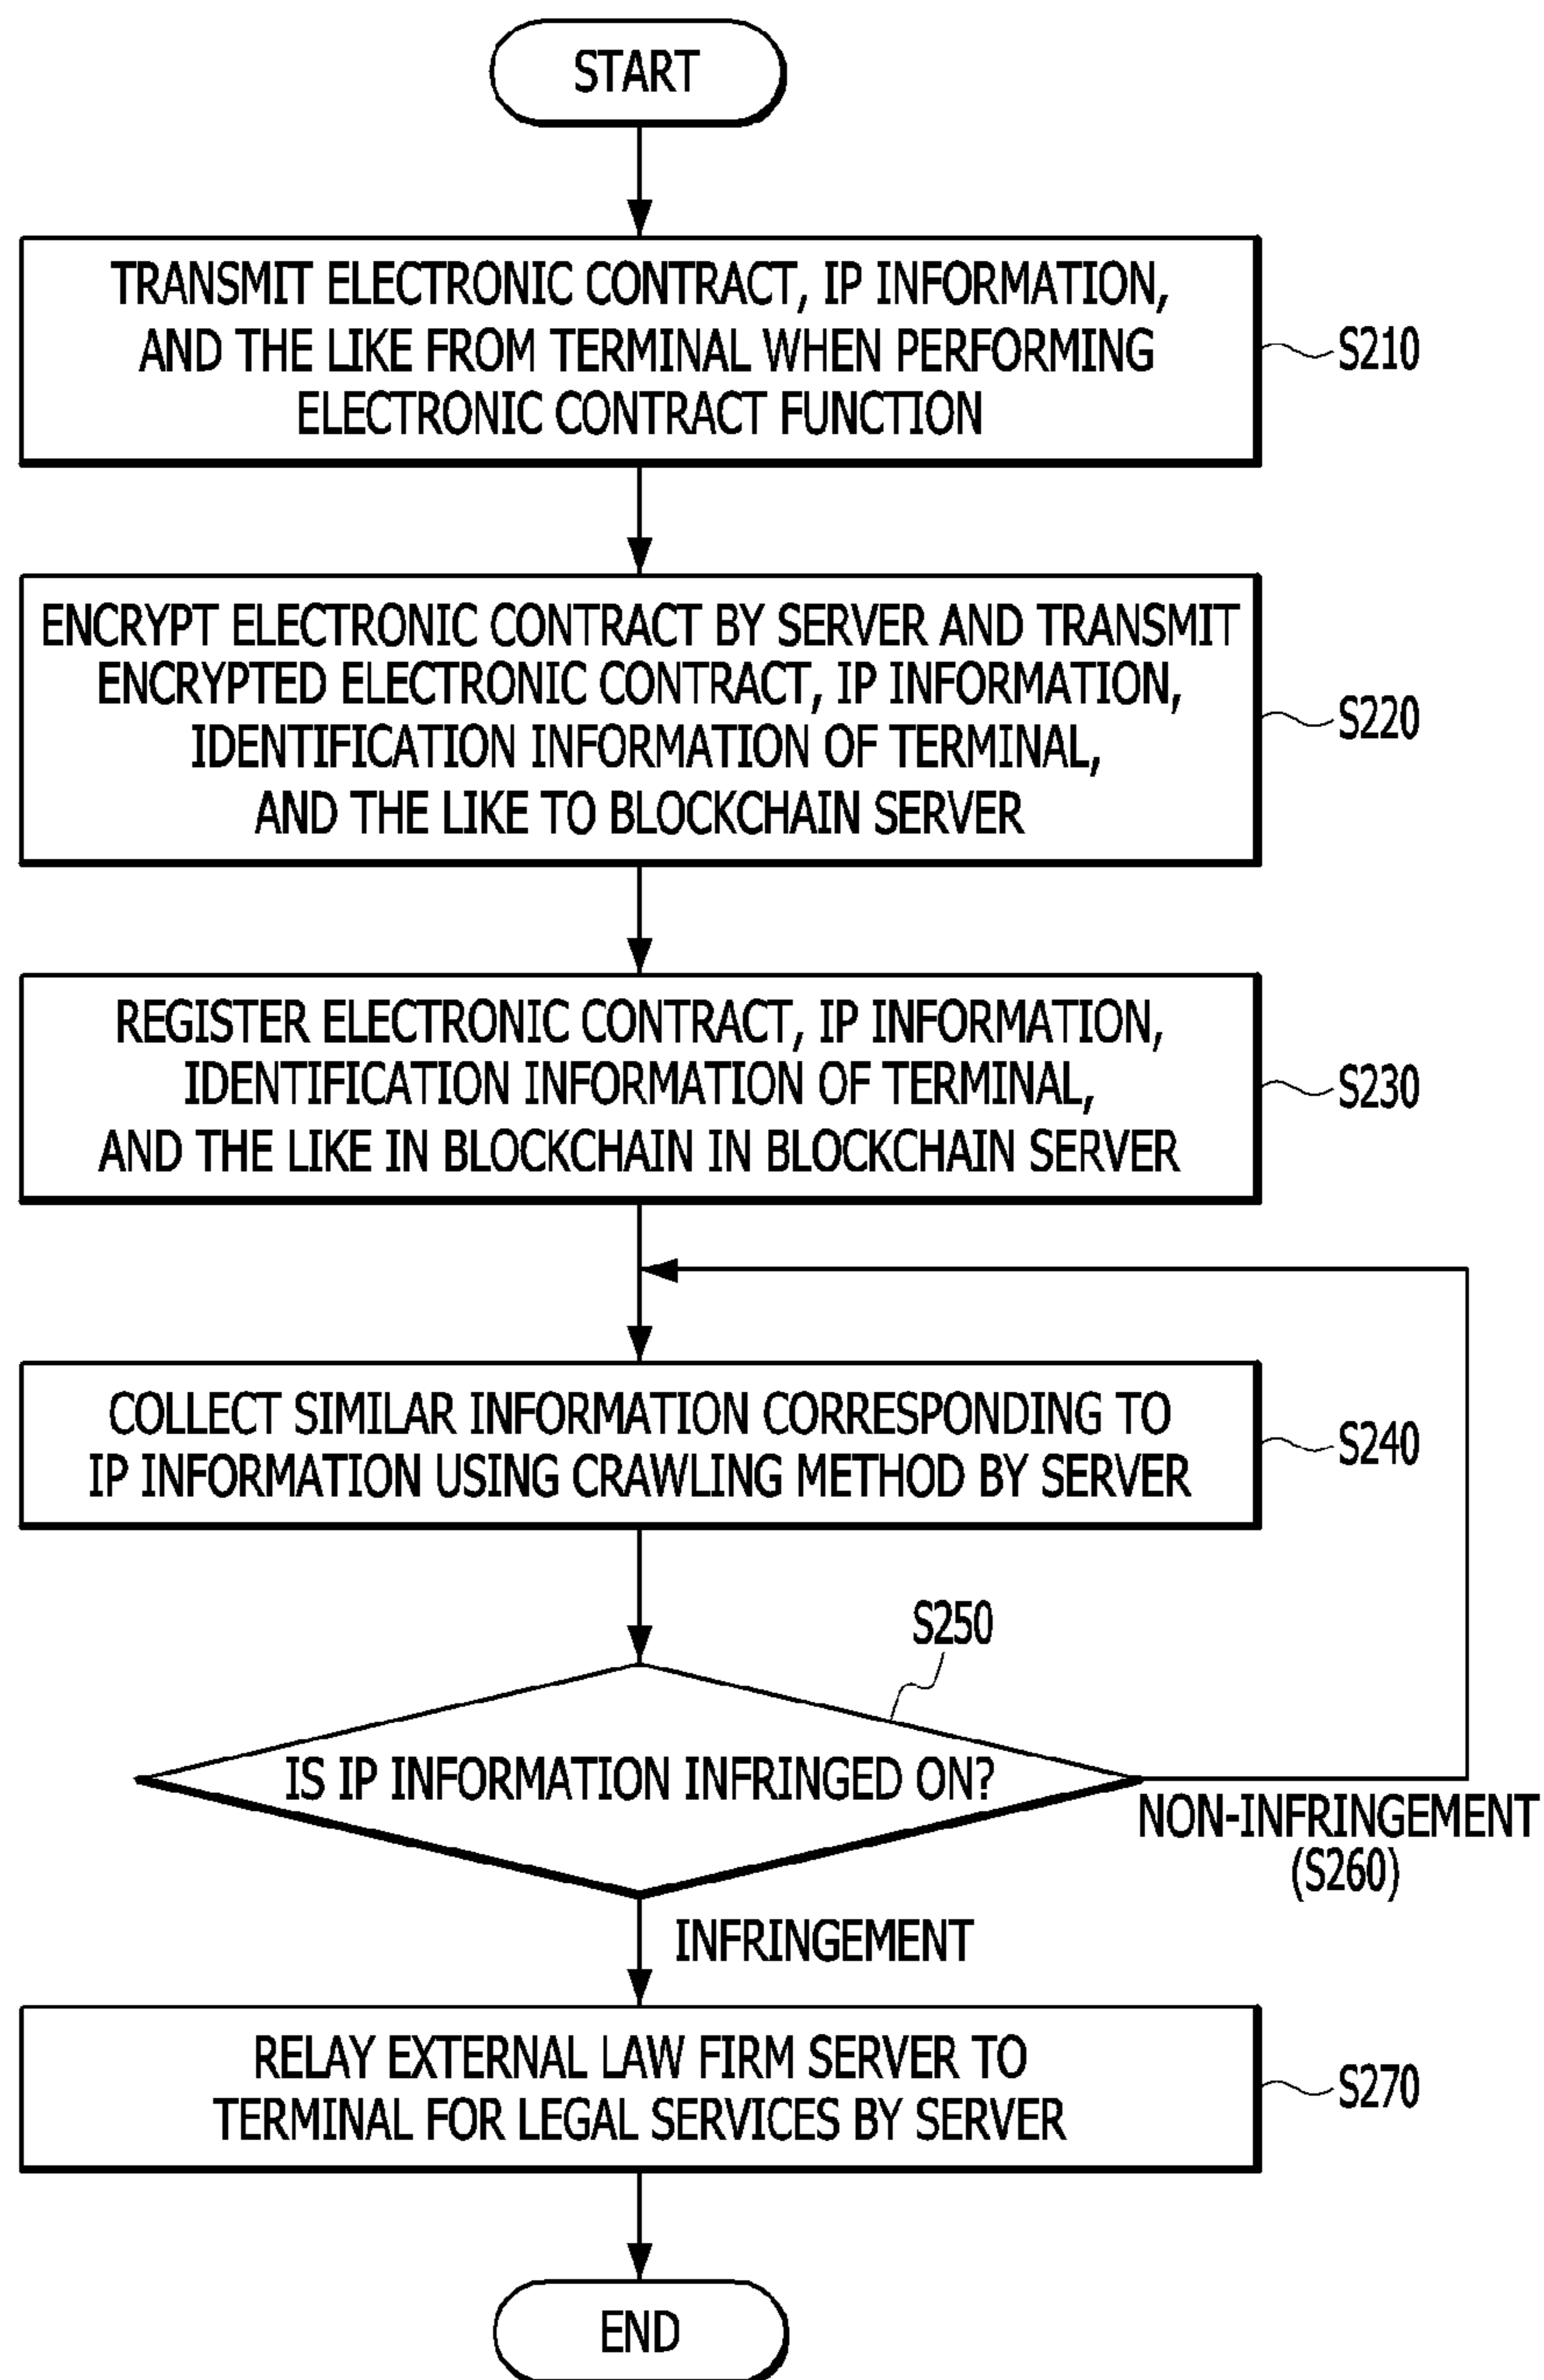 START
TRANSMIT ELECTRONIC CONTRACT, IP INFORMATION,
AND THE LIKE FROM TERMINAL WHEN PERFORMING
ELECTRONIC CONTRACT FUNCTION
S210
ENCRYPT ELECTRONIC CONTRACT BY SERVER AND TRANSMIT
ENCRYPTED ELECTRONIC CONTRACT, IP INFORMATION,
IDENTIFICATION INFORMATION OF TERMINAL,
AND THE LIKE TO BLOCKCHAIN SERVER
S220
REGISTER ELECTRONIC CONTRACT, IP INFORMATION,
IDENTIFICATION INFORMATION OF TERMINAL,
AND THE LIKE IN BLOCKCHAIN IN BLOCKCHAIN SERVER
S230
COLLECT SIMILAR INFORMATION CORRESPONDING TO
IP INFORMATION USING CRAWLING METHOD BY SERVER
S240
S250
IS IP INFORMATION INFRINGED ON?
NON-INFRINGEMENT
(S260)
INFRINGEMENT
RELAY EXTERNAL LAW FIRM SERVER TO
TERMINAL FOR LEGAL SERVICES BY SERVER
S270
END